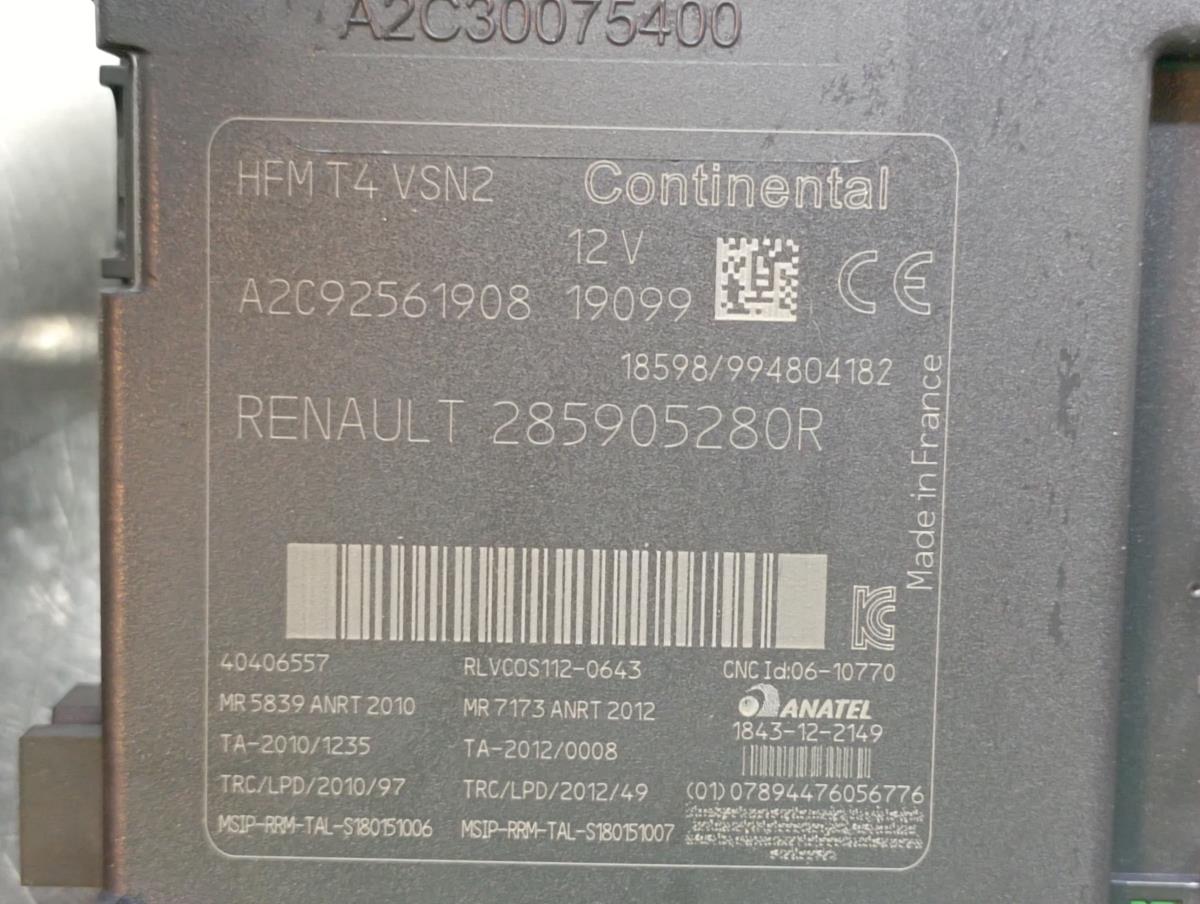 A2C30075400
HFM T4 VSN2 Continental
12 V
A2C92561908 19099 CE
18598/994804182
RENAULT 285905280R
Made in France
40406557 RLVCOS112-0643 CNC Id:06-10770
MR 5839 ANRT 2010 MR 7173 ANRT 2012 ANATEL
1843-12-2149
TA-2010/1235 TA-2012/0008
TRC/LPD/2010/97 TRC/LPD/2012/49 (01)07894476056776
MSIP-RRM-TAL-S180151006 MSIP-RRM-TAL-S180151007